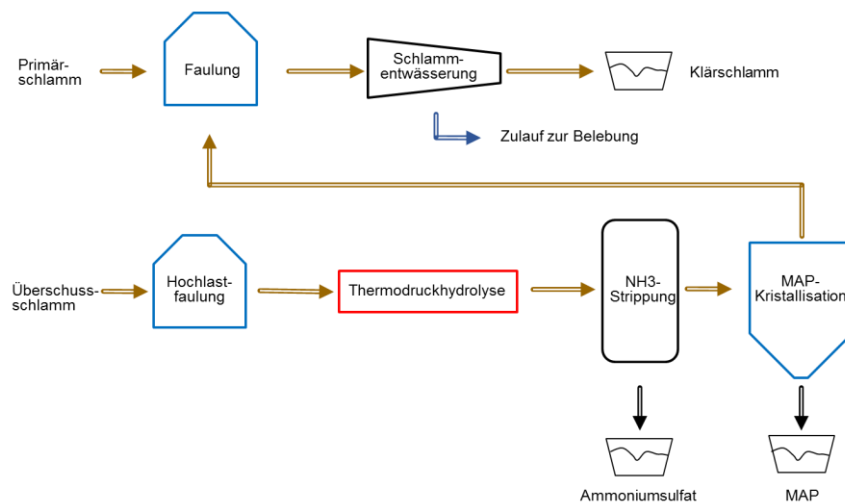 Primär-
schlamm
Faulung
Schlamm-
entwässerung
Klärschlamm
Zulauf zur Belebung
Überschuss-
schlamm
Hochlast-
faulung
Thermodruckhydrolyse
NH3-
Strippung
MAP-
Kristallisation
Ammoniumsulfat
MAP